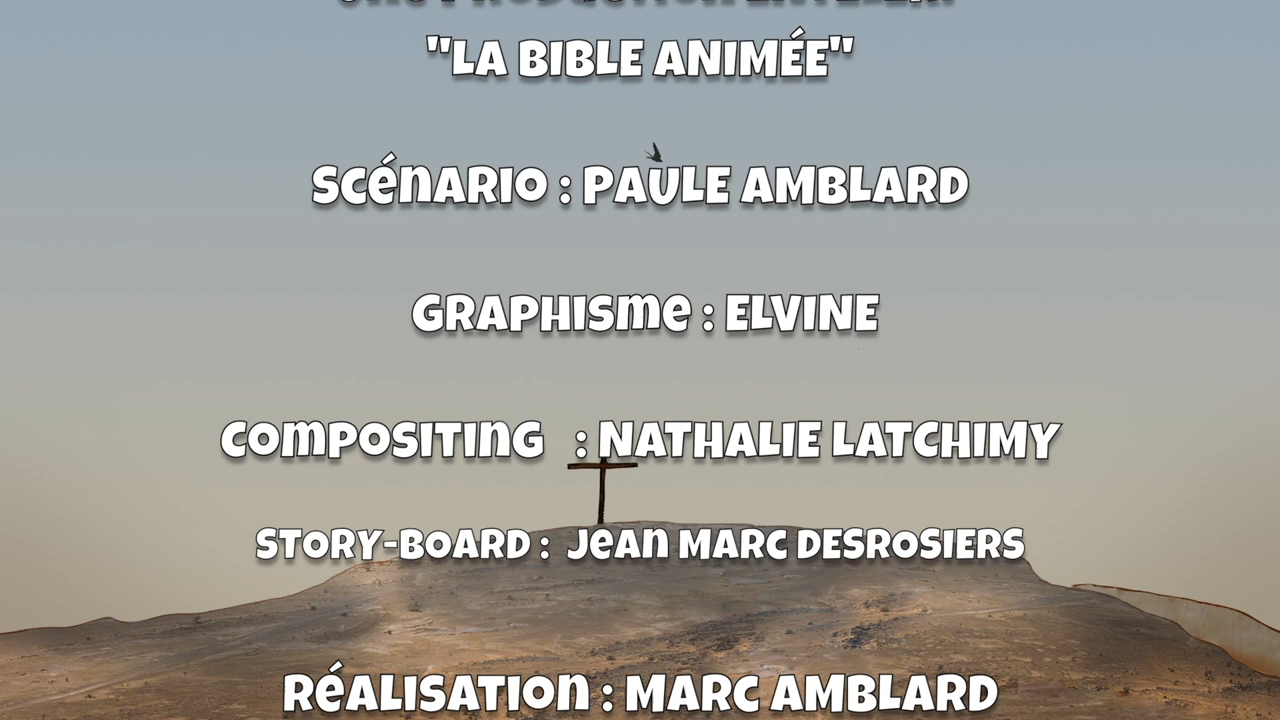 "LA BIBLE ANIMÉE"
Scénario : PAULE AMBLARD
GRAPHISME : ELVINE
Compositing : NATHALIE LATCHIMY
STORY-BOARD : Jean MARC DESROSIERS
Réalisation : MARC AMBLARD